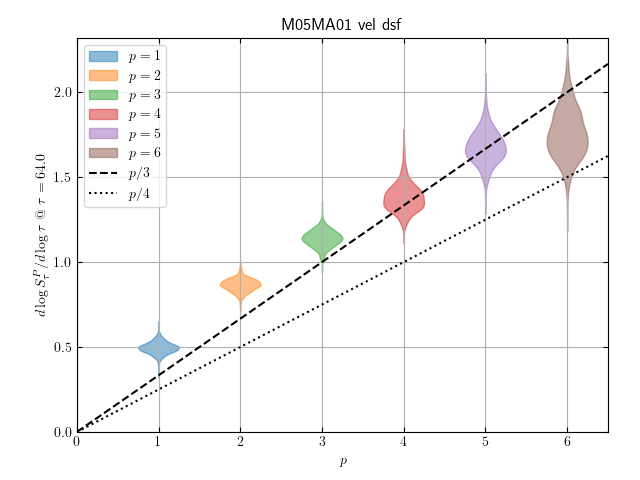 M05MA01 vel dsf
p = 1
p = 2
p = 3
p = 4
p = 5
p = 6
p/3
p/4
d log S_τ^P / d log τ @ τ = 64.0
2.0
1.5
1.0
0.5
0.0
0 1 2 3 4 5 6
p